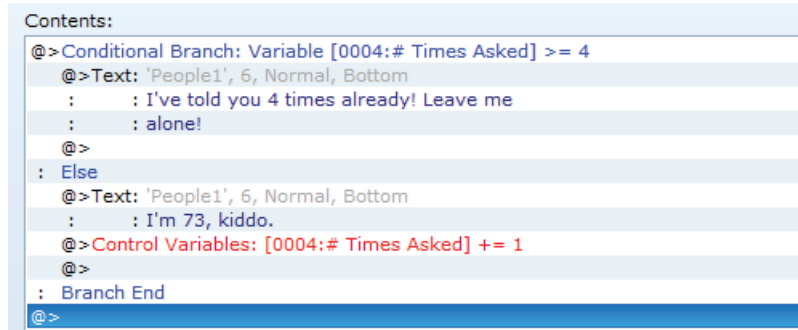 Contents:
@>Conditional Branch: Variable [0004:# Times Asked] >= 4
@>Text: 'People1', 6, Normal, Bottom
: : I've told you 4 times already! Leave me
: : alone!
@>
: Else
@>Text: 'People1', 6, Normal, Bottom
: : I'm 73, kiddo.
@>Control Variables: [0004:# Times Asked] += 1
@>
: Branch End
@>